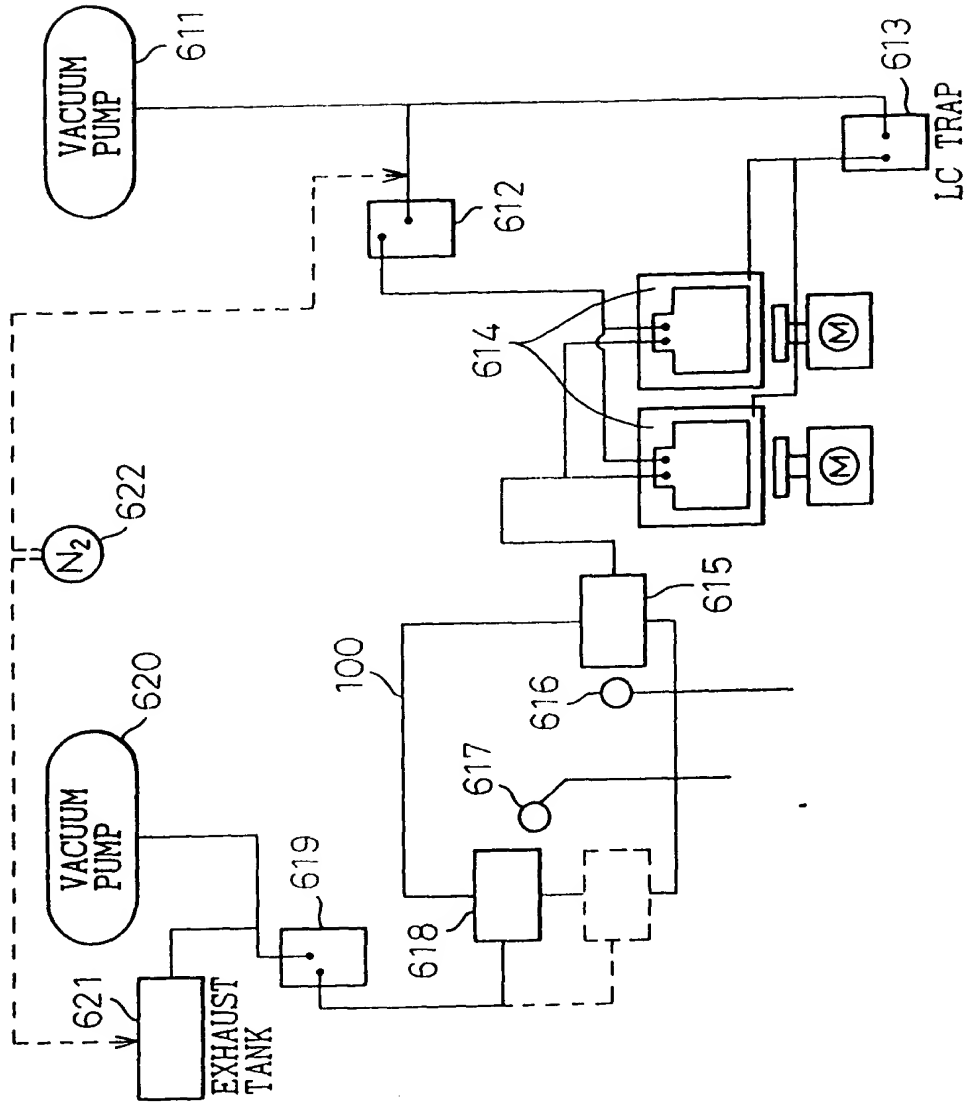 VACUUM
PUMP
611
VACUUM
PUMP
620
N2
622
621
EXHAUST
TANK
619
612
613
LC TRAP
614
M
M
615
100
616
617
618